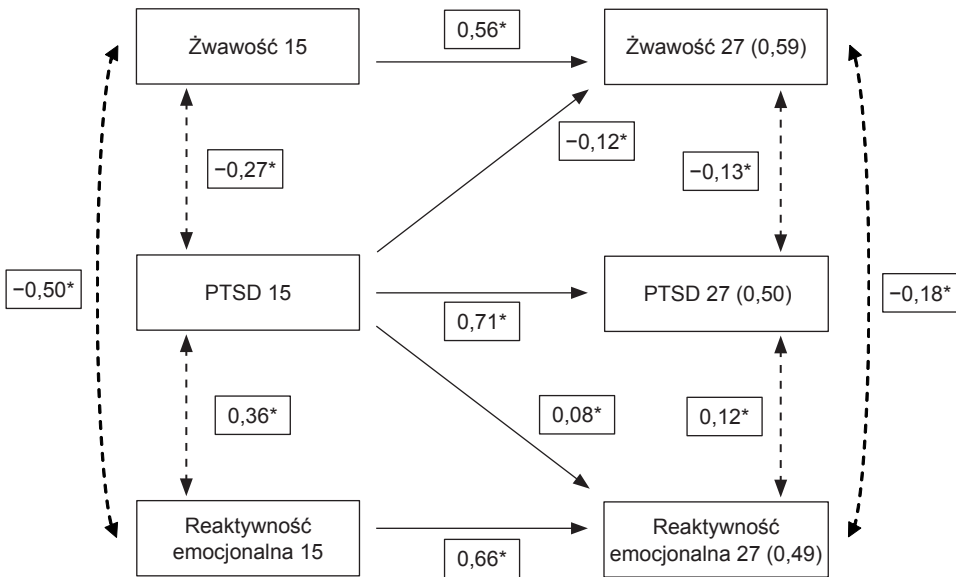 0,56*
Żwawość 15
Żwawość 27 (0,59)
−0,12*
−0,27*
−0,13*
−0,50*
PTSD 15
PTSD 27 (0,50)
−0,18*
0,71*
0,36*
0,08*
0,12*
Reaktywność
emocjonalna 15
Reaktywność
emocjonalna 27 (0,49)
0,66*